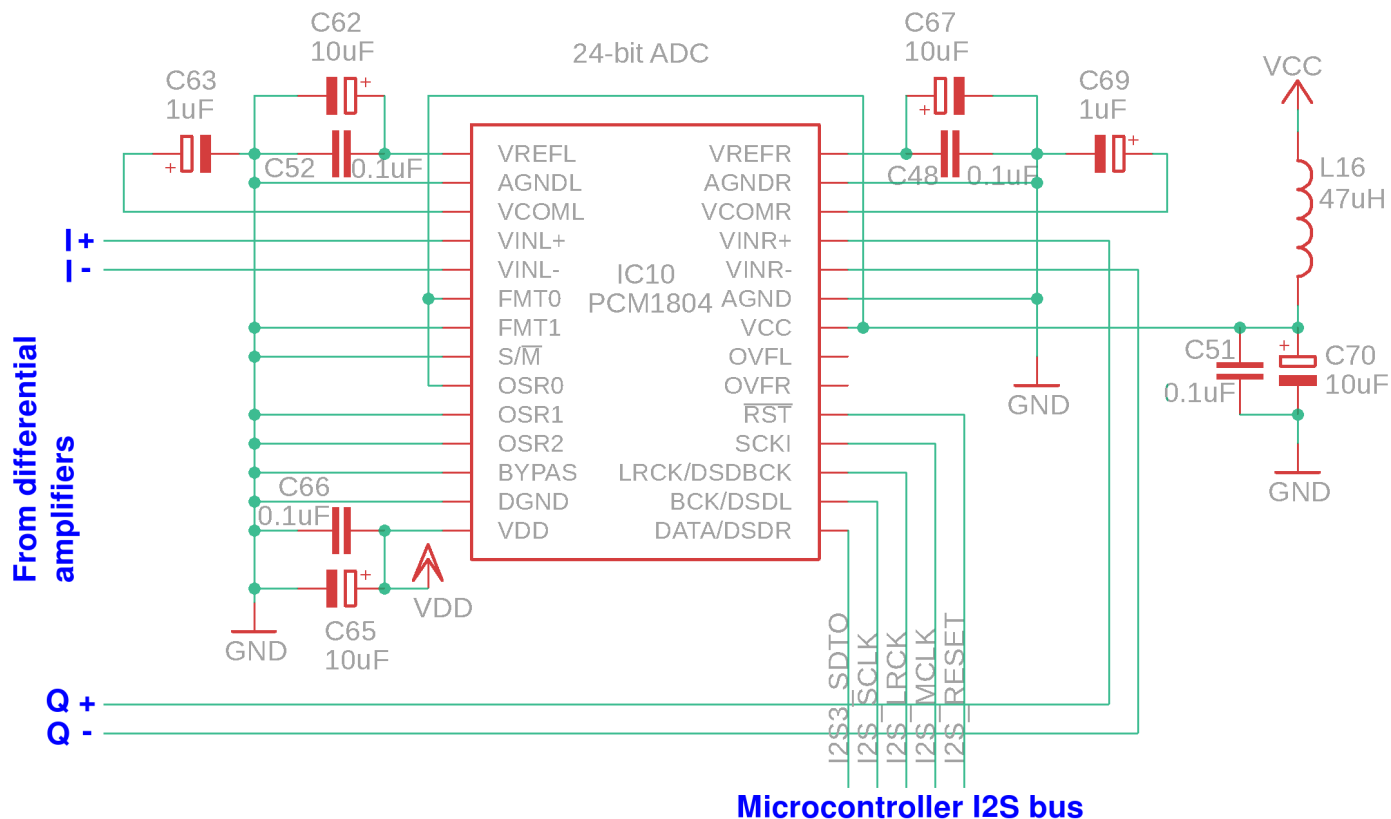 C62
10uF
C67
10uF
24-bit ADC
VCC
C63
1uF
C69
1uF
C52
0.1uF
C48
0.1uF
L16
47uH
VREFL
AGNDL
VCOML
VINL+
VINL-
FMT0
FMT1
S/M
OSR0
OSR1
OSR2
BYPAS
DGND
VDD
IC10
PCM1804
VREFR
AGNDR
VCOMR
VINR+
VINR-
AGND
VCC
OVFL
OVFR
RST
SCKI
LRCK/DSDBCK
BCK/DSDL
DATA/DSDR
I+
I -
From differential
amplifiers
C51
0.1uF
C70
10uF
GND
GND
C66
0.1uF
VDD
GND
C65
10uF
I2S3_SDTO
I2S_SCLK
I2S_LRCK
I2S_MCLK
I2S_RESET
Q +
Q -
Microcontroller I2S bus